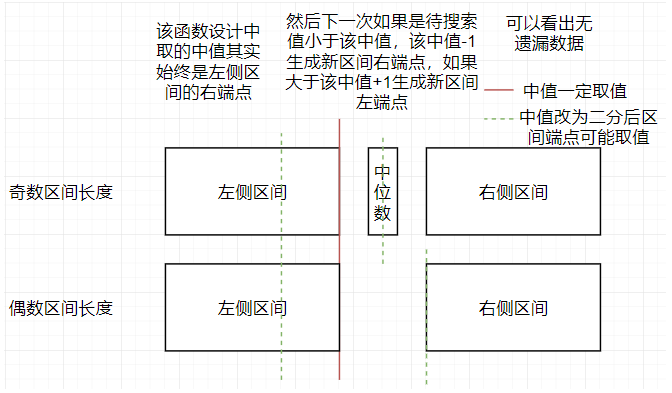 该函数设计中
取的中值其实
始终是左侧区
间的右端点
然后下一次如果是待搜索
值小于该中值，该中值-1
生成新区间右端点，如果
大于该中值+1生成新区间
左端点
可以看出无
遗漏数据
中值一定取值
中值改为二分后区
间端点可能取值
奇数区间长度
左侧区间
中
位
数
右侧区间
偶数区间长度
左侧区间
右侧区间